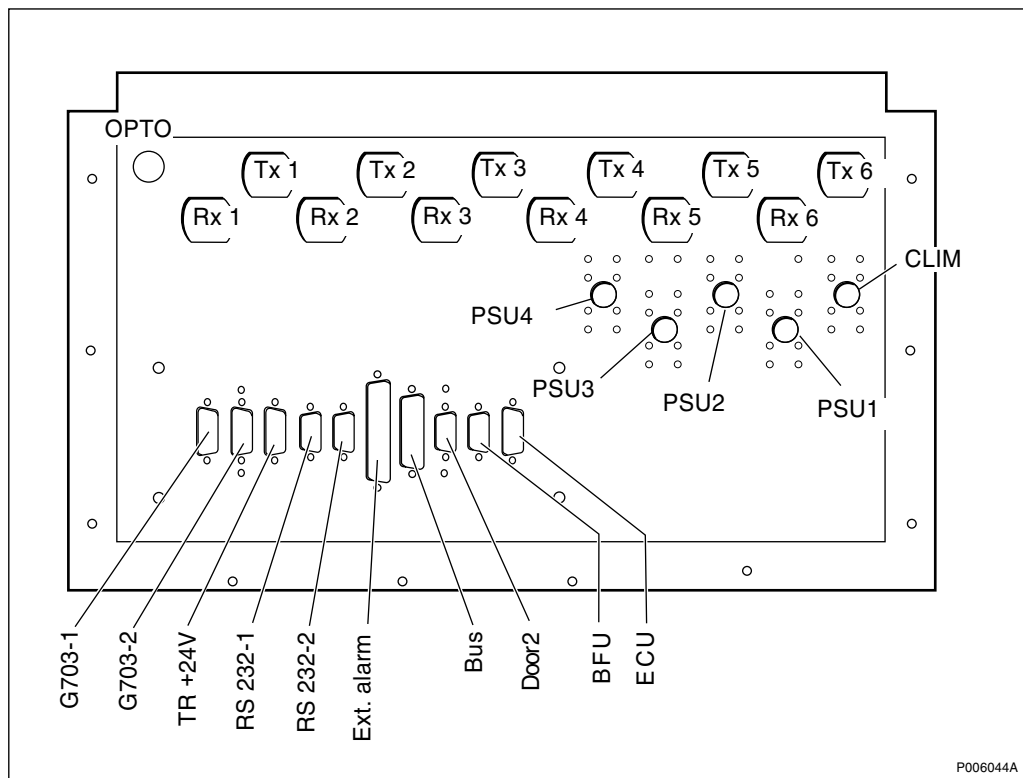 OPTO
Tx 1
Tx 2
Tx 3
Tx 4
Tx 5
Tx 6
Rx 1
Rx 2
Rx 3
Rx 4
Rx 5
Rx 6
CLIM
PSU4
PSU3
PSU2
PSU1
G703-1
G703-2
TR +24V
RS 232-1
RS 232-2
Ext. alarm
Bus
Door2
BFU
ECU
P006044A